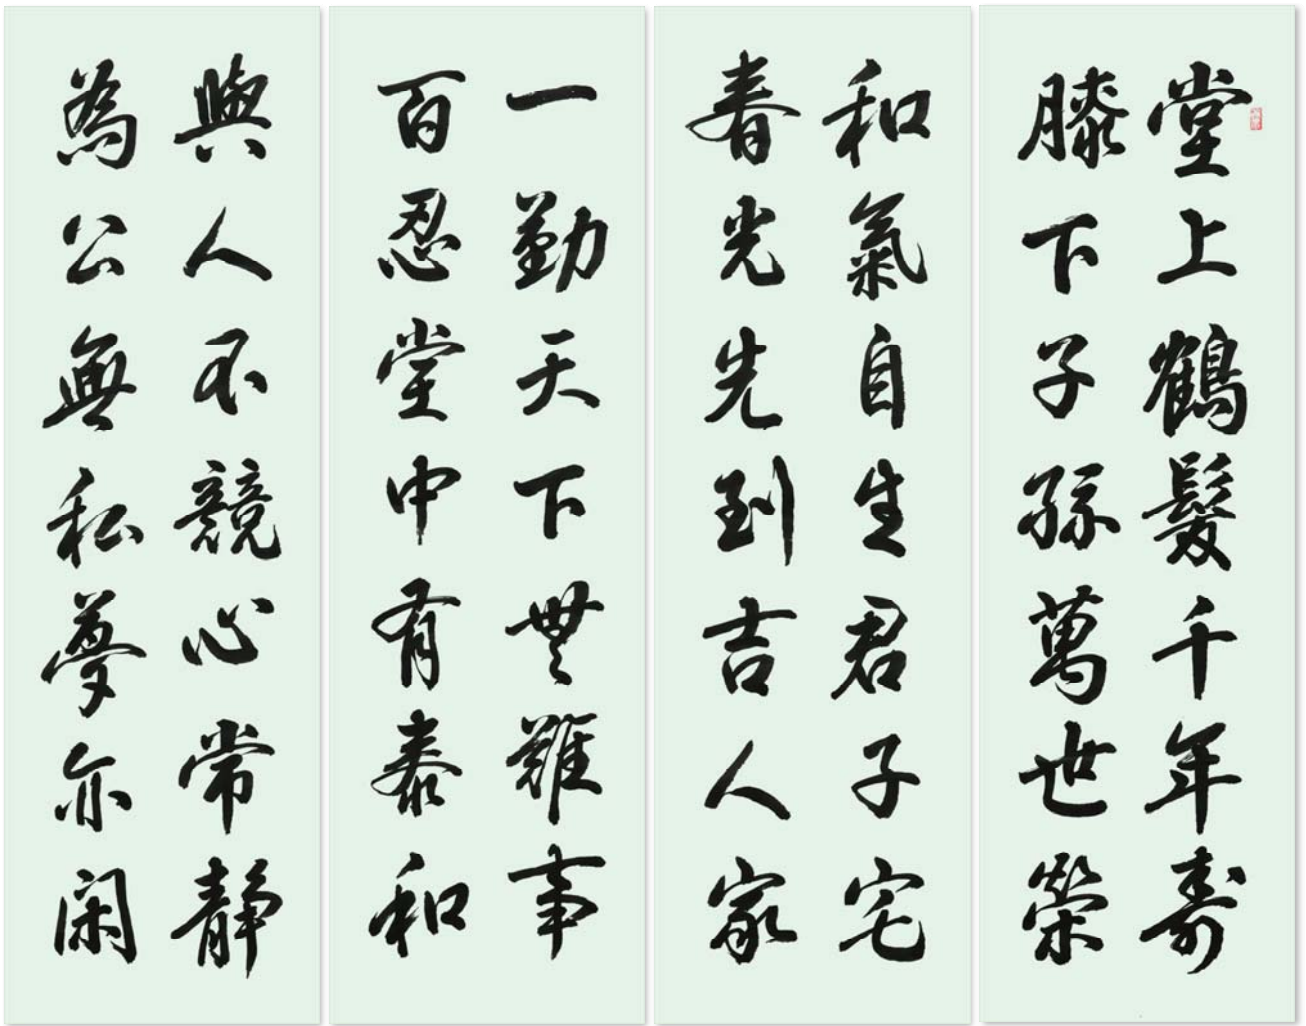 堂上鶴髮千年壽
膝下子孫萬世榮
和氣自生君子宅
春光先到吉人家
一勤天下無難事
百忍堂中有泰和
與人不競心常靜
為公無私夢亦闲